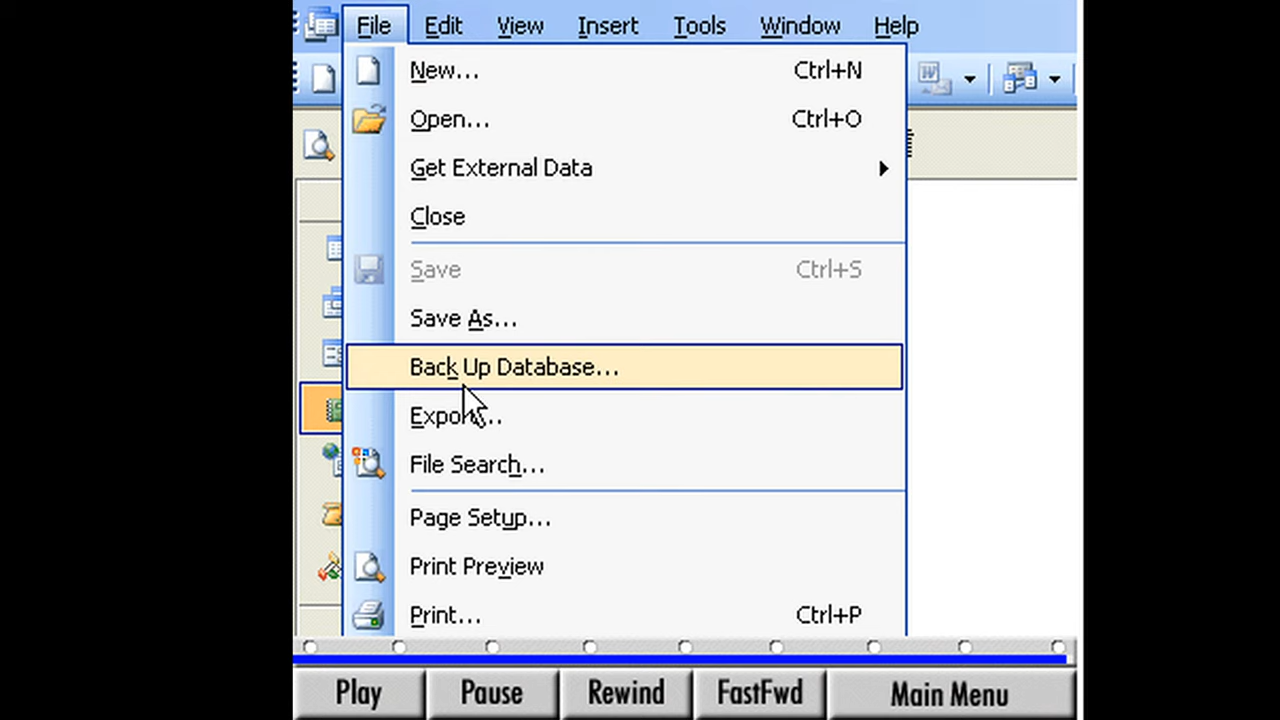 File Edit View Insert Tools Window Help
New... Ctrl+N
Open... Ctrl+O
Get External Data
Close
Save Ctrl+S
Save As...
Back Up Database...
Export...
File Search...
Page Setup...
Print Preview
Print... Ctrl+P
Play Pause Rewind FastFwd Main Menu